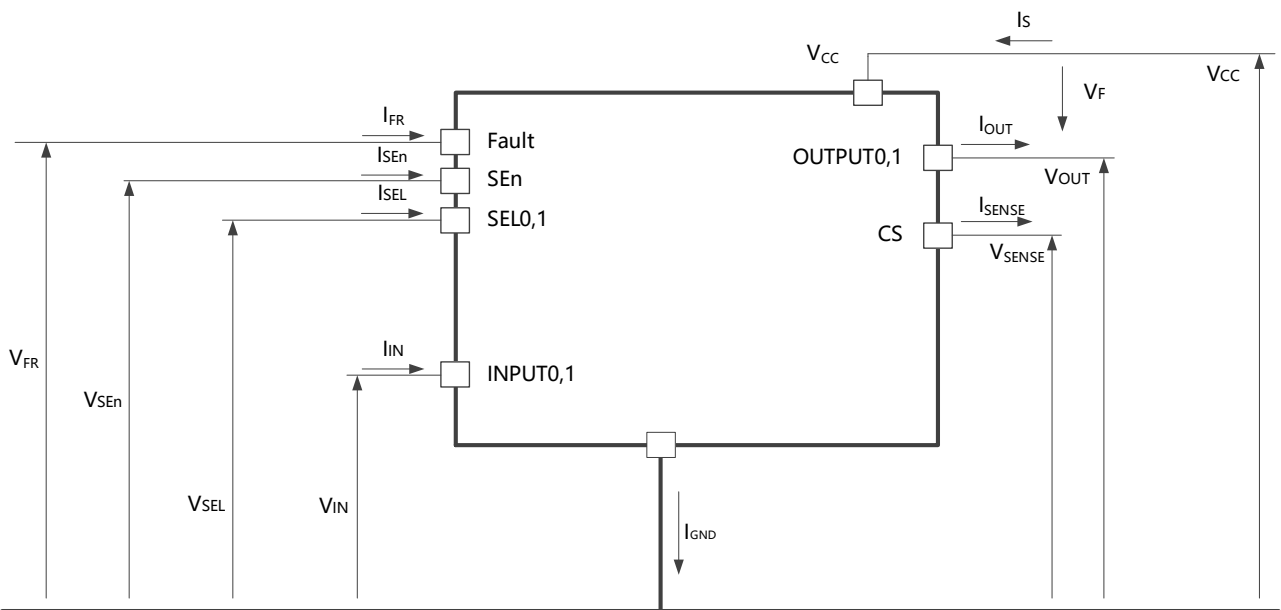 IS
VCC
VCC
VF
IFR
Fault
IOUT
OUTPUT0,1
ISEn
SEn
VOUT
ISEL
SEL0,1
ISENSE
CS
VSENSE
IIN
VFR
INPUT0,1
VSEn
VSEL
VIN
IGND